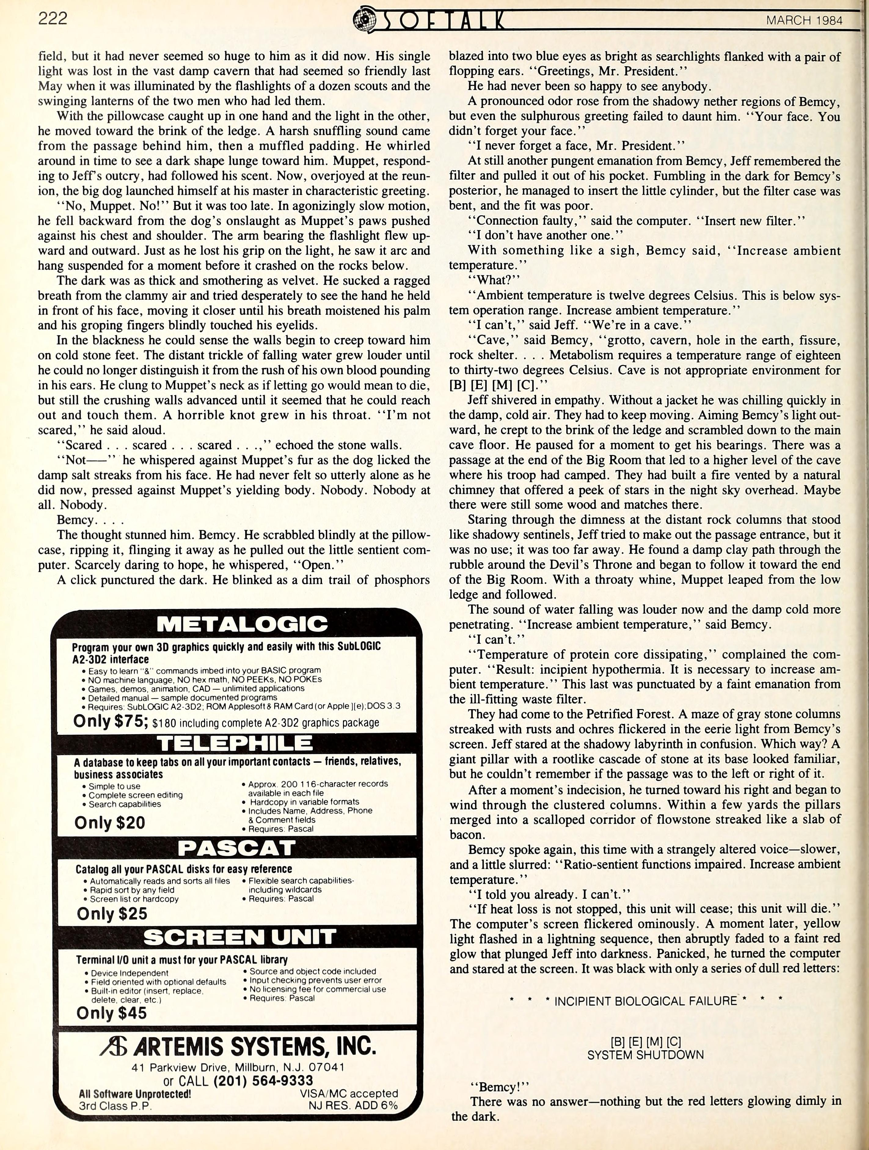 222
SOFTALK
MARCH 1984
field, but it had never seemed so huge to him as it did now. His single
light was lost in the vast damp cavern that had seemed so friendly last
May when it was illuminated by the flashlights of a dozen scouts and the
swinging lanterns of the two men who had led them.
With the pillowcase caught up in one hand and the light in the other,
he moved toward the brink of the ledge. A harsh snuffling sound came
from the passage behind him, then a muffled padding. He whirled
around in time to see a dark shape lunge toward him. Muppet, respond-
ing to Jeff's outcry, had followed his scent. Now, overjoyed at the reun-
ion, the big dog launched himself at his master in characteristic greeting.
"No, Muppet. No!" But it was too late. In agonizingly slow motion,
he fell backward from the dog's onslaught as Muppet's paws pushed
against his chest and shoulder. The arm bearing the flashlight flew up-
ward and outward. Just as he lost his grip on the light, he saw it arc and
hang suspended for a moment before it crashed on the rocks below.
The dark was as thick and smothering as velvet. He sucked a ragged
breath from the clammy air and tried desperately to see the hand he held
in front of his face, moving it closer until his breath moistened his palm
and his groping fingers blindly touched his eyelids.
In the blackness he could sense the walls begin to creep toward him
on cold stone feet. The distant trickle of falling water grew louder until
he could no longer distinguish it from the rush of his own blood pounding
in his ears. He clung to Muppet's neck as if letting go would mean to die,
but still the crushing walls advanced until it seemed that he could reach
out and touch them. A horrible knot grew in his throat. "I'm not
scared," he said aloud.
"Scared . . . scared . . . scared . . .," echoed the stone walls.
"Not——" he whispered against Muppet's fur as the dog licked the
damp salt streaks from his face. He had never felt so utterly alone as he
did now, pressed against Muppet's yielding body. Nobody. Nobody at
all. Nobody.
Bemcy. . . .
The thought stunned him. Bemcy. He scrabbled blindly at the pillow-
case, ripping it, flinging it away as he pulled out the little sentient com-
puter. Scarcely daring to hope, he whispered, "Open."
A click punctured the dark. He blinked as a dim trail of phosphors
METALOGIC
Program your own 3D graphics quickly and easily with this SubLOGIC
A2-3D2 interface
• Easy to learn "&" commands imbed into your BASIC program
• NO machine language, NO hex math, NO PEEKs, NO POKEs
• Games, demos, animation, CAD — unlimited applications
• Detailed manual — sample documented programs
• Requires: SubLOGIC A2-3D2; ROM Applesoft & RAM Card (or Apple ][e); DOS 3.3
Only $75; $180 including complete A2-3D2 graphics package
TELEPHILE
A database to keep tabs on all your important contacts — friends, relatives,
business associates
• Simple to use
• Complete screen editing
• Search capabilities
• Approx. 200 116-character records
available in each file
• Hardcopy in variable formats
• Includes Name, Address, Phone
& Comment fields
• Requires: Pascal
Only $20
PASCAT
Catalog all your PASCAL disks for easy reference
• Automatically reads and sorts all files
• Rapid sort by any field
• Screen list or hardcopy
• Flexible search capabilities-
including wildcards
• Requires: Pascal
Only $25
SCREEN UNIT
Terminal I/O unit a must for your PASCAL library
• Device Independent
• Field oriented with optional defaults
• Built-in editor (insert, replace,
delete, clear, etc.)
• Source and object code included
• Input checking prevents user error
• No licensing fee for commercial use
• Requires: Pascal
Only $45
AS ARTEMIS SYSTEMS, INC.
41 Parkview Drive, Millburn, N.J. 07041
or CALL (201) 564-9333
All Software Unprotected!
3rd Class P.P.
VISA/MC accepted
NJ RES. ADD 6%
blazed into two blue eyes as bright as searchlights flanked with a pair of
flopping ears. "Greetings, Mr. President."
He had never been so happy to see anybody.
A pronounced odor rose from the shadowy nether regions of Bemcy,
but even the sulphurous greeting failed to daunt him. "Your face. You
didn't forget your face."
"I never forget a face, Mr. President."
At still another pungent emanation from Bemcy, Jeff remembered the
filter and pulled it out of his pocket. Fumbling in the dark for Bemcy's
posterior, he managed to insert the little cylinder, but the filter case was
bent, and the fit was poor.
"Connection faulty," said the computer. "Insert new filter."
"I don't have another one."
With something like a sigh, Bemcy said, "Increase ambient
temperature."
"What?"
"Ambient temperature is twelve degrees Celsius. This is below sys-
tem operation range. Increase ambient temperature."
"I can't," said Jeff. "We're in a cave."
"Cave," said Bemcy, "grotto, cavern, hole in the earth, fissure,
rock shelter. . . . Metabolism requires a temperature range of eighteen
to thirty-two degrees Celsius. Cave is not appropriate environment for
[B] [E] [M] [C]."
Jeff shivered in empathy. Without a jacket he was chilling quickly in
the damp, cold air. They had to keep moving. Aiming Bemcy's light out-
ward, he crept to the brink of the ledge and scrambled down to the main
cave floor. He paused for a moment to get his bearings. There was a
passage at the end of the Big Room that led to a higher level of the cave
where his troop had camped. They had built a fire vented by a natural
chimney that offered a peek of stars in the night sky overhead. Maybe
there were still some wood and matches there.
Staring through the dimness at the distant rock columns that stood
like shadowy sentinels, Jeff tried to make out the passage entrance, but it
was no use; it was too far away. He found a damp clay path through the
rubble around the Devil's Throne and began to follow it toward the end
of the Big Room. With a throaty whine, Muppet leaped from the low
ledge and followed.
The sound of water falling was louder now and the damp cold more
penetrating. "Increase ambient temperature," said Bemcy.
"I can't."
"Temperature of protein core dissipating," complained the com-
puter. "Result: incipient hypothermia. It is necessary to increase am-
bient temperature." This last was punctuated by a faint emanation from
the ill-fitting waste filter.
They had come to the Petrified Forest. A maze of gray stone columns
streaked with rusts and ochres flickered in the eerie light from Bemcy's
screen. Jeff stared at the shadowy labyrinth in confusion. Which way? A
giant pillar with a rootlike cascade of stone at its base looked familiar,
but he couldn't remember if the passage was to the left or right of it.
After a moment's indecision, he turned toward his right and began to
wind through the clustered columns. Within a few yards the pillars
merged into a scalloped corridor of flowstone streaked like a slab of
bacon.
Bemcy spoke again, this time with a strangely altered voice—slower,
and a little slurred: "Ratio-sentient functions impaired. Increase ambient
temperature."
"I told you already. I can't."
"If heat loss is not stopped, this unit will cease; this unit will die."
The computer's screen flickered ominously. A moment later, yellow
light flashed in a lightning sequence, then abruptly faded to a faint red
glow that plunged Jeff into darkness. Panicked, he turned the computer
and stared at the screen. It was black with only a series of dull red letters:
* * * INCIPIENT BIOLOGICAL FAILURE * * *
[B] [E] [M] [C]
SYSTEM SHUTDOWN
"Bemcy!"
There was no answer—nothing but the red letters glowing dimly in
the dark.